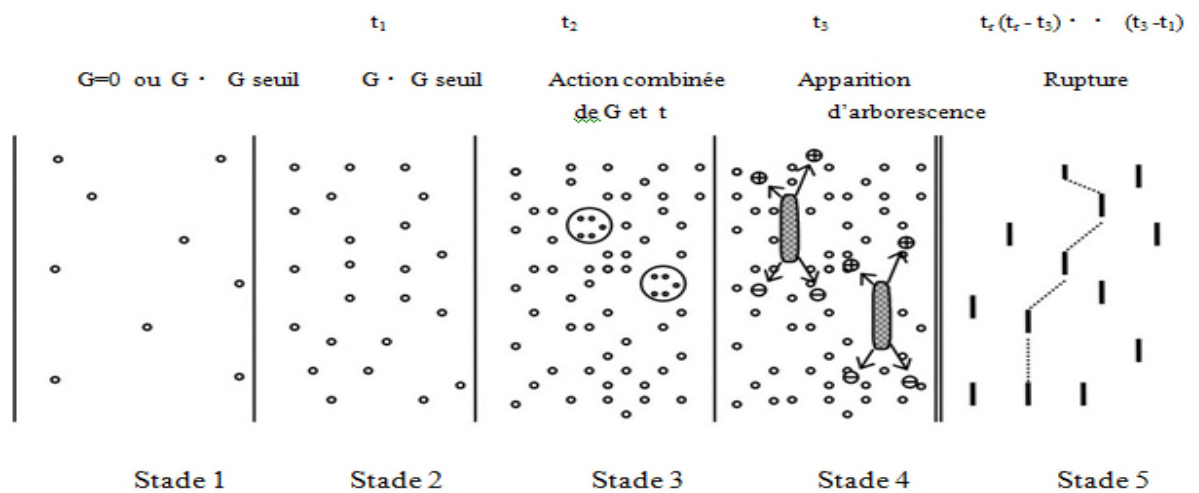 t₁ t₂ t₃ tᵣ (tᵣ - t₃) · · (t₃ -t₁)
G=0 ou G · G seuil G · G seuil Action combinée Apparition Rupture
de G et t d’arborescence
Stade 1 Stade 2 Stade 3 Stade 4 Stade 5